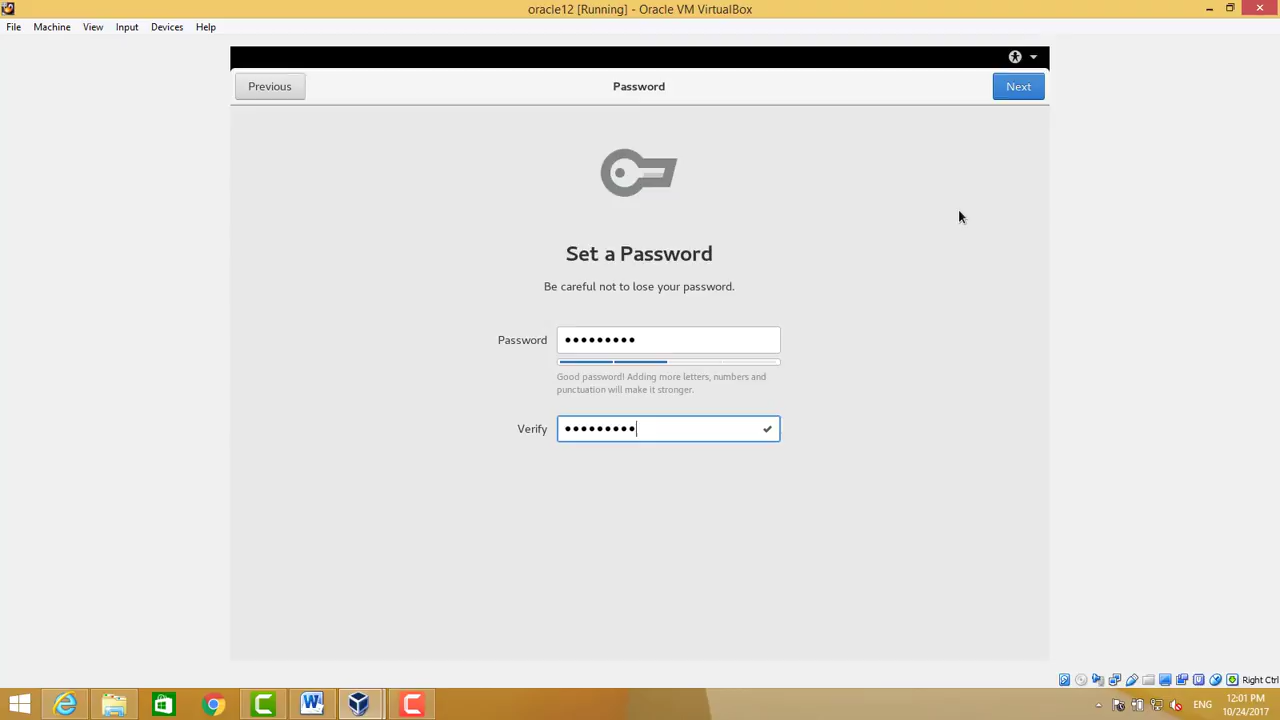 oracle12 [Running] - Oracle VM VirtualBox
File Machine View Input Devices Help
Previous
Password
Next
Set a Password
Be careful not to lose your password.
Password
Good password! Adding more letters, numbers and
punctuation will make it stronger.
Verify
Right Ctrl
ENG
12:01 PM
10/24/2017